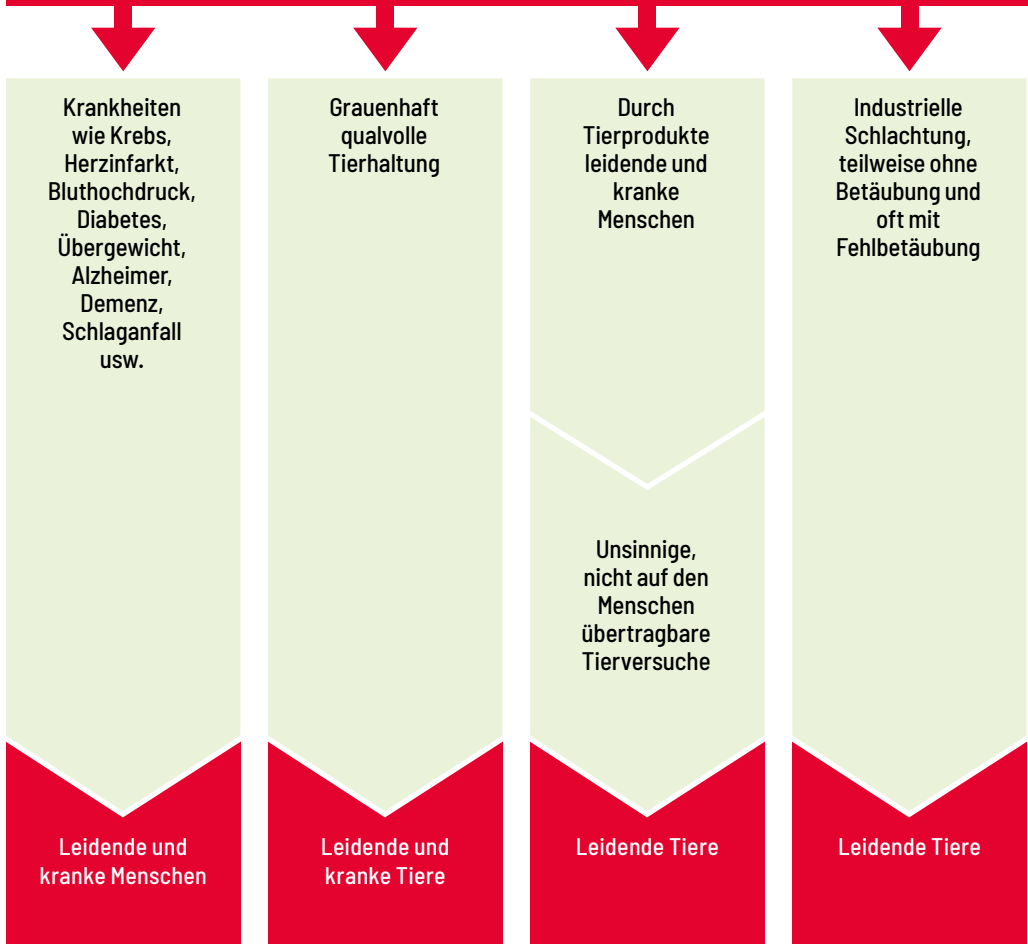 Krankheiten
wie Krebs,
Herzinfarkt,
Bluthochdruck,
Diabetes,
Übergewicht,
Alzheimer,
Demenz,
Schlaganfall
usw.
Leidende und
kranke Menschen
Grauenhaft
qualvolle
Tierhaltung
Leidende und
kranke Tiere
Durch
Tierprodukte
leidende und
kranke
Menschen
Unsinnige,
nicht auf den
Menschen
übertragbare
Tierversuche
Leidende Tiere
Industrielle
Schlachtung,
teilweise ohne
Betäubung und
oft mit
Fehlbetäubung
Leidende Tiere